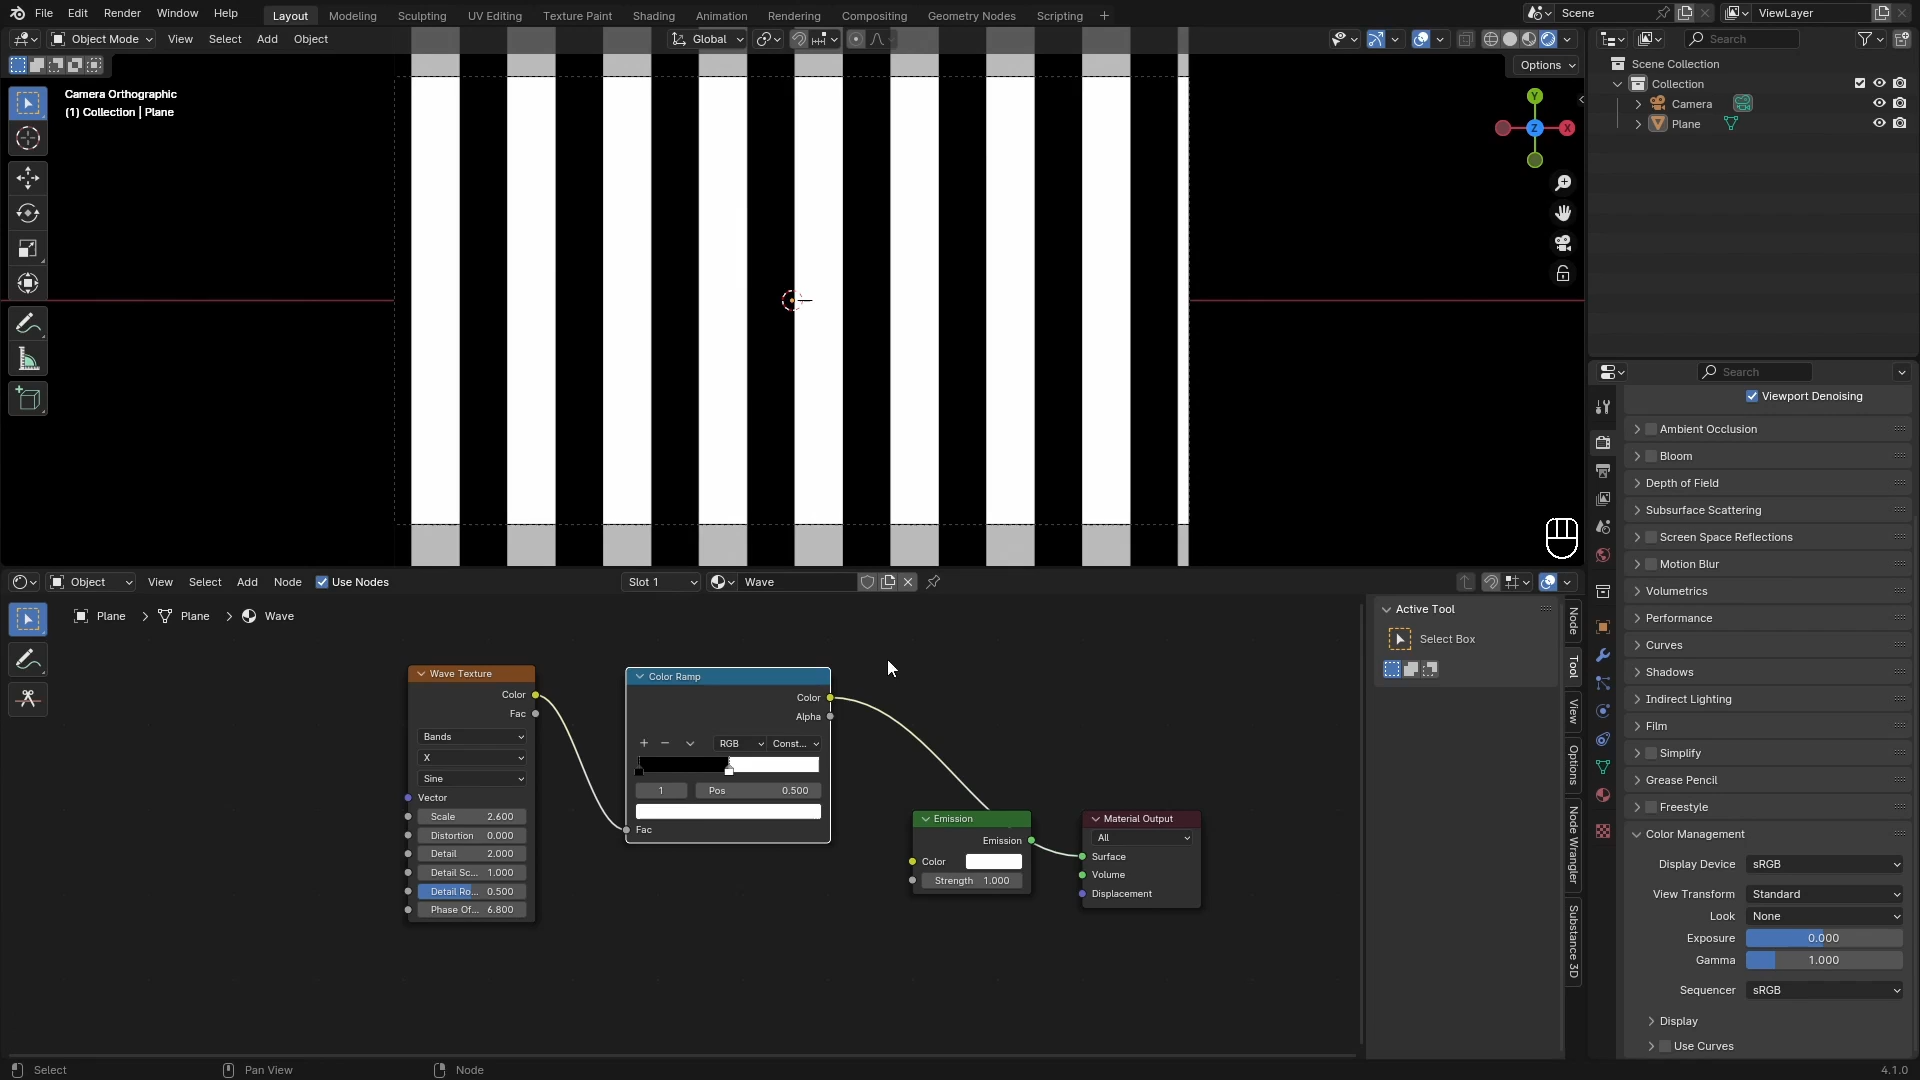 File Edit Render Window Help Layout Modeling Sculpting UV Editing Texture Paint Shading Animation Rendering Compositing Geometry Nodes Scripting + Scene ViewLayer
Object Mode View Select Add Object Global Search
Options
Camera Orthographic
(1) Collection | Plane
Y
Z
X
Scene Collection
Collection
Camera
Plane
Search
Viewport Denoising
Ambient Occlusion
Bloom
Depth of Field
Subsurface Scattering
Screen Space Reflections
Motion Blur
Volumetrics
Performance
Curves
Shadows
Indirect Lighting
Film
Simplify
Grease Pencil
Freestyle
Color Management
Display Device sRGB
View Transform Standard
Look None
Exposure 0.000
Gamma 1.000
Sequencer sRGB
Display
Use Curves
Object View Select Add Node Use Nodes Slot 1 Wave
Plane > Plane > Wave
Wave Texture
Color
Fac
Bands
X
Sine
Vector
Scale 2.600
Distortion 0.000
Detail 2.000
Detail Sc... 1.000
Detail Ro... 0.500
Phase Of... 6.800
Color Ramp
Color
Alpha
+ − RGB Const...
1 Pos 0.500
Fac
Emission
Emission
Color
Strength 1.000
Material Output
All
Surface
Volume
Displacement
Active Tool
Select Box
Node
Tool
View
Options
Node Wrangler
Substance 3D
Select Pan View Node 4.1.0